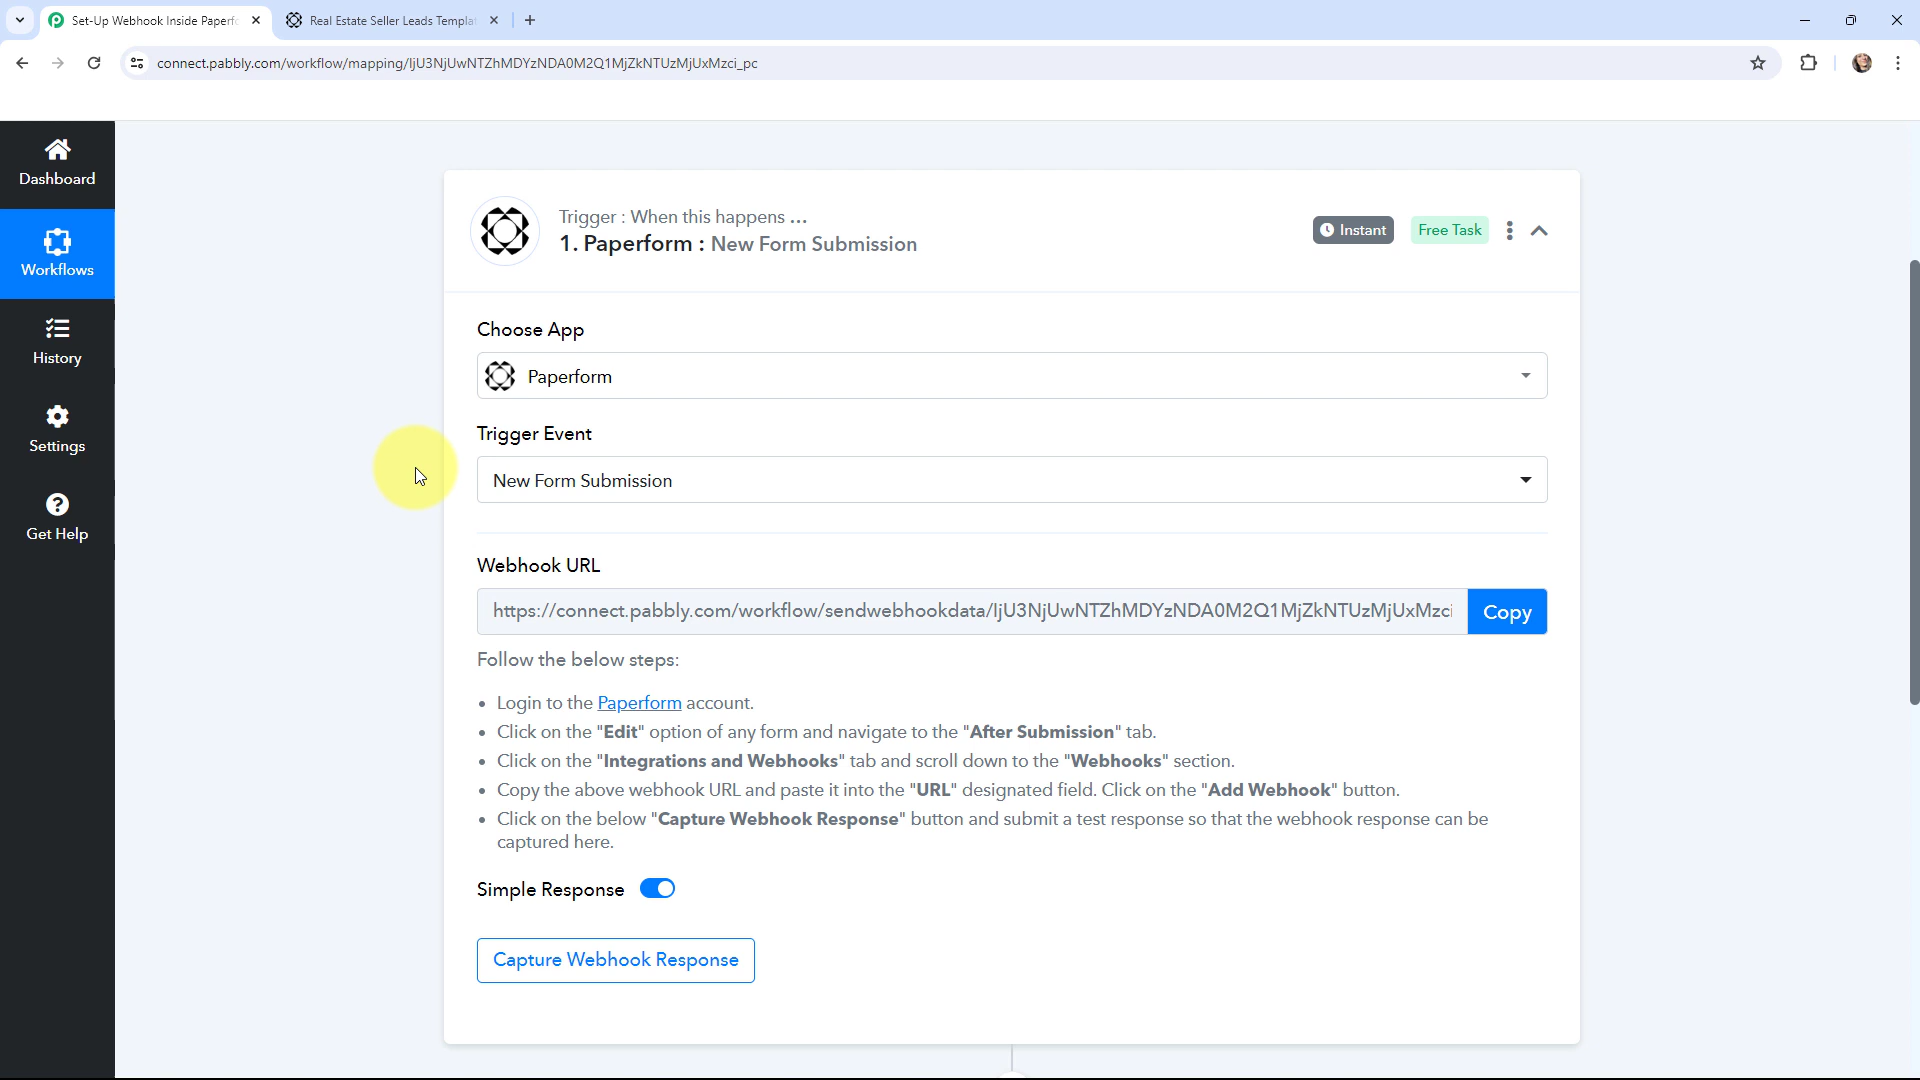 Set-Up Webhook Inside Paperfo
Real Estate Seller Leads Templat
connect.pabbly.com/workflow/mapping/IjU3NjUwNTZhMDYzNDA0M2Q1MjZkNTUzMjUxMzci_pc
Dashboard
Workflows
History
Settings
Get Help
Trigger : When this happens ...
1. Paperform : New Form Submission
Instant
Free Task
Choose App
Paperform
Trigger Event
New Form Submission
Webhook URL
https://connect.pabbly.com/workflow/sendwebhookdata/IjU3NjUwNTZhMDYzNDA0M2Q1MjZkNTUzMjUxMzci
Copy
Follow the below steps:
• Login to the Paperform account.
• Click on the "Edit" option of any form and navigate to the "After Submission" tab.
• Click on the "Integrations and Webhooks" tab and scroll down to the "Webhooks" section.
• Copy the above webhook URL and paste it into the "URL" designated field. Click on the "Add Webhook" button.
• Click on the below "Capture Webhook Response" button and submit a test response so that the webhook response can be
captured here.
Simple Response
Capture Webhook Response